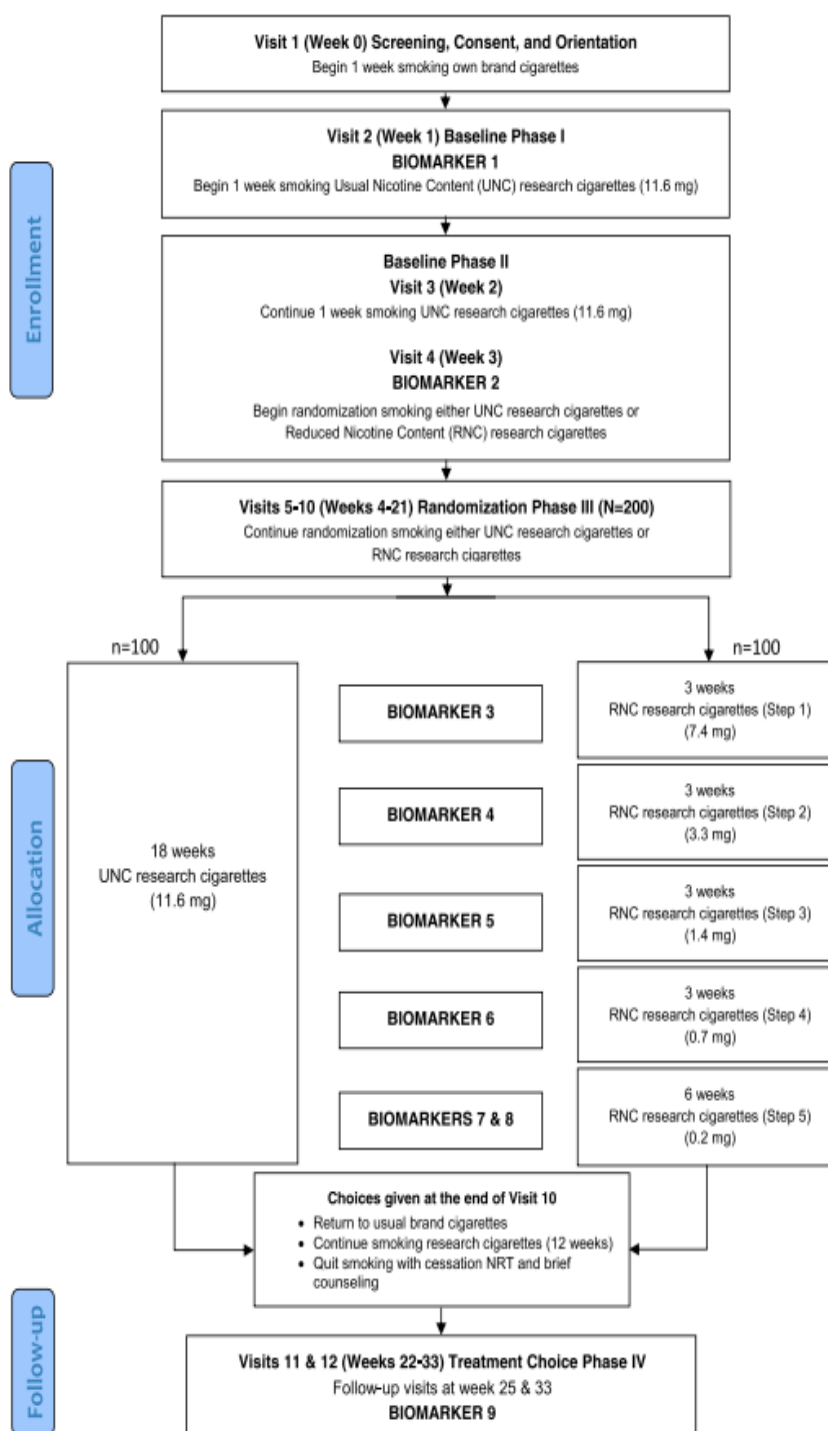 Visit 1 (Week 0) Screening, Consent, and Orientation
Begin 1 week smoking own brand cigarettes
Enrollment
Visit 2 (Week 1) Baseline Phase I
BIOMARKER 1
Begin 1 week smoking Usual Nicotine Content (UNC) research cigarettes (11.6 mg)
Baseline Phase II
Visit 3 (Week 2)
Continue 1 week smoking UNC research cigarettes (11.6 mg)
Visit 4 (Week 3)
BIOMARKER 2
Begin randomization smoking either UNC research cigarettes or
Reduced Nicotine Content (RNC) research cigarettes
Visits 5-10 (Weeks 4-21) Randomization Phase III (N=200)
Continue randomization smoking either UNC research cigarettes or
RNC research cigarettes
n=100
n=100
Allocation
18 weeks
UNC research cigarettes
(11.6 mg)
BIOMARKER 3
3 weeks
RNC research cigarettes (Step 1)
(7.4 mg)
BIOMARKER 4
3 weeks
RNC research cigarettes (Step 2)
(3.3 mg)
BIOMARKER 5
3 weeks
RNC research cigarettes (Step 3)
(1.4 mg)
BIOMARKER 6
3 weeks
RNC research cigarettes (Step 4)
(0.7 mg)
BIOMARKERS 7 & 8
6 weeks
RNC research cigarettes (Step 5)
(0.2 mg)
Choices given at the end of Visit 10
• Return to usual brand cigarettes
• Continue smoking research cigarettes (12 weeks)
• Quit smoking with cessation NRT and brief
counseling
Follow-up
Visits 11 & 12 (Weeks 22-33) Treatment Choice Phase IV
Follow-up visits at week 25 & 33
BIOMARKER 9